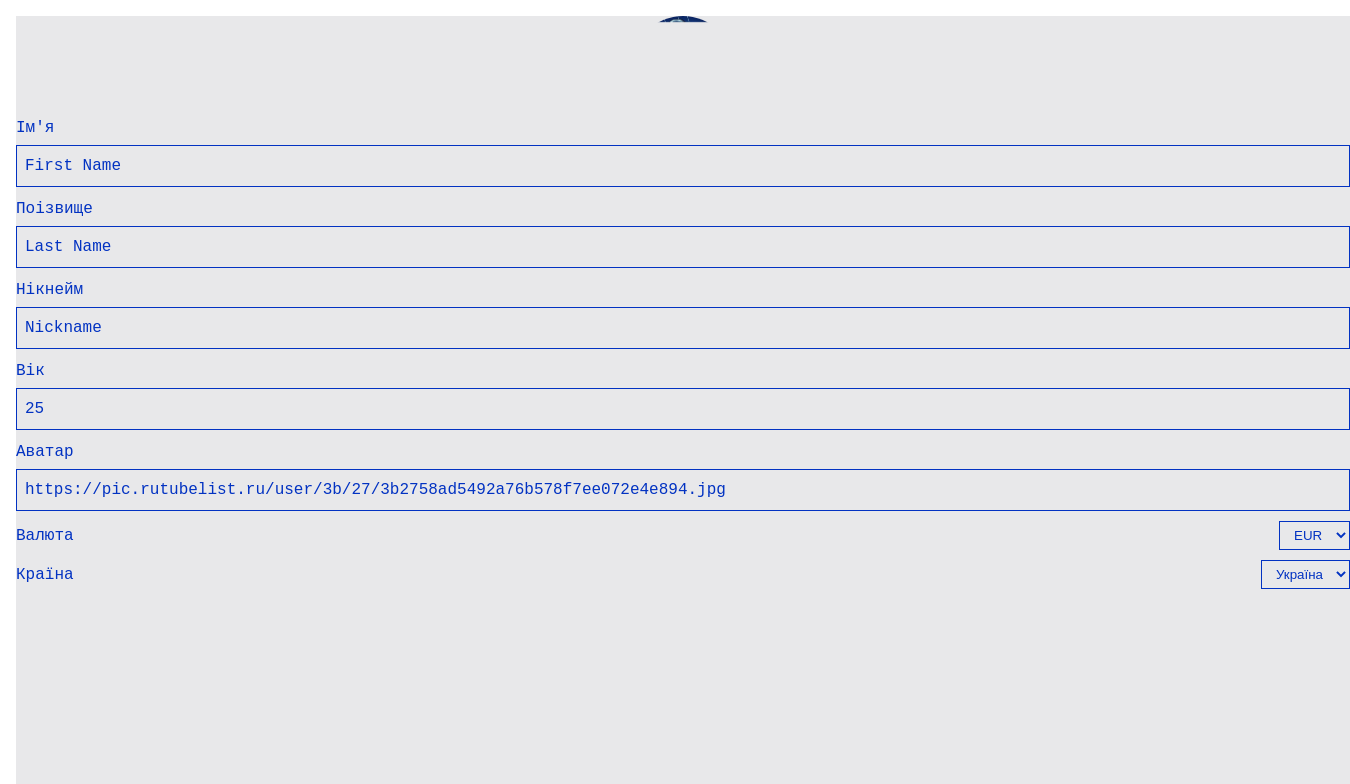 Ім'я
First Name
Поізвище
Last Name
Нікнейм
Nickname
Вік
25
Аватар
https://pic.rutubelist.ru/user/3b/27/3b2758ad5492a76b578f7ee072e4e894.jpg
Валюта EUR
Країна Україна